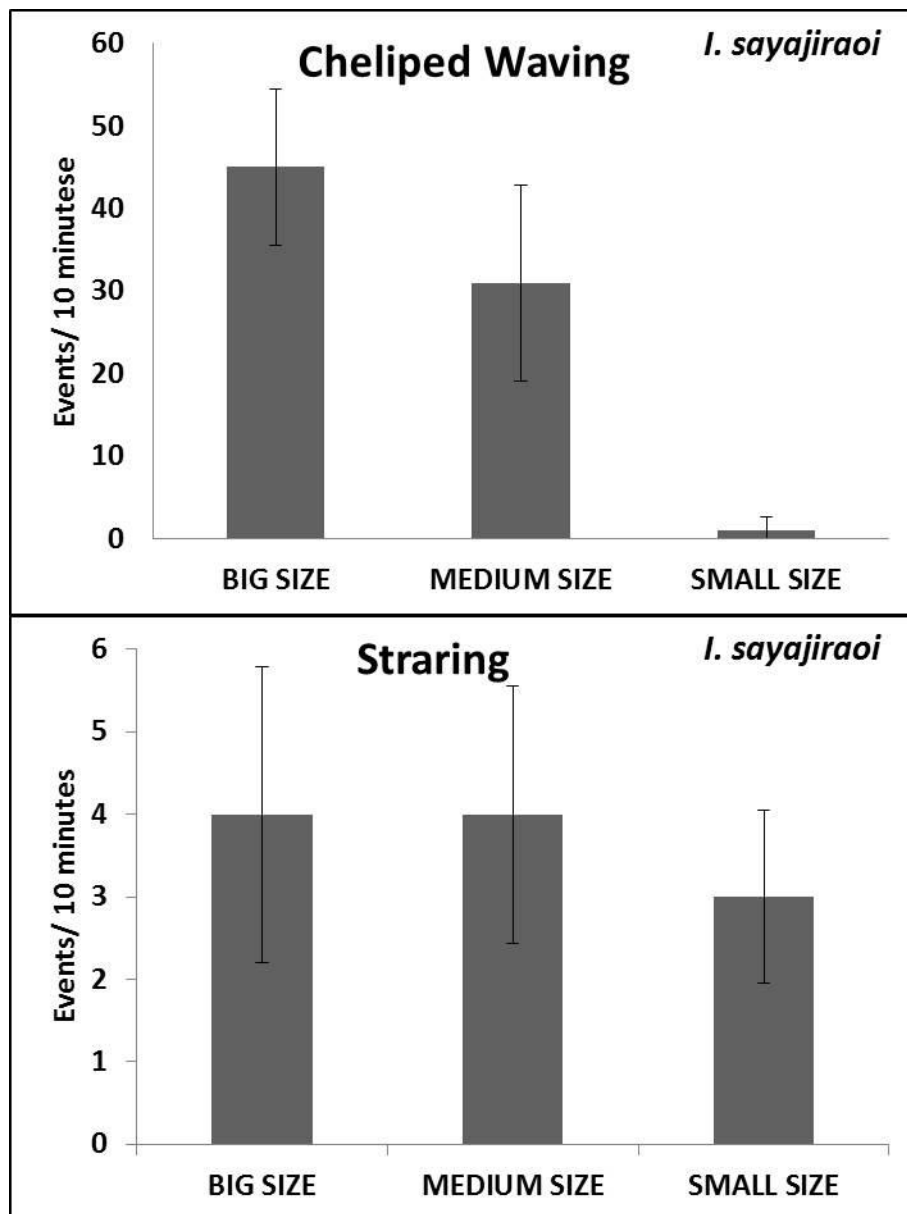 Cheliped Waving
I. sayajiraoi
Events/ 10 minutese
60
50
40
30
20
10
0
BIG SIZE
MEDIUM SIZE
SMALL SIZE
Straring
I. sayajiraoi
Events/ 10 minutes
6
5
4
3
2
1
0
BIG SIZE
MEDIUM SIZE
SMALL SIZE